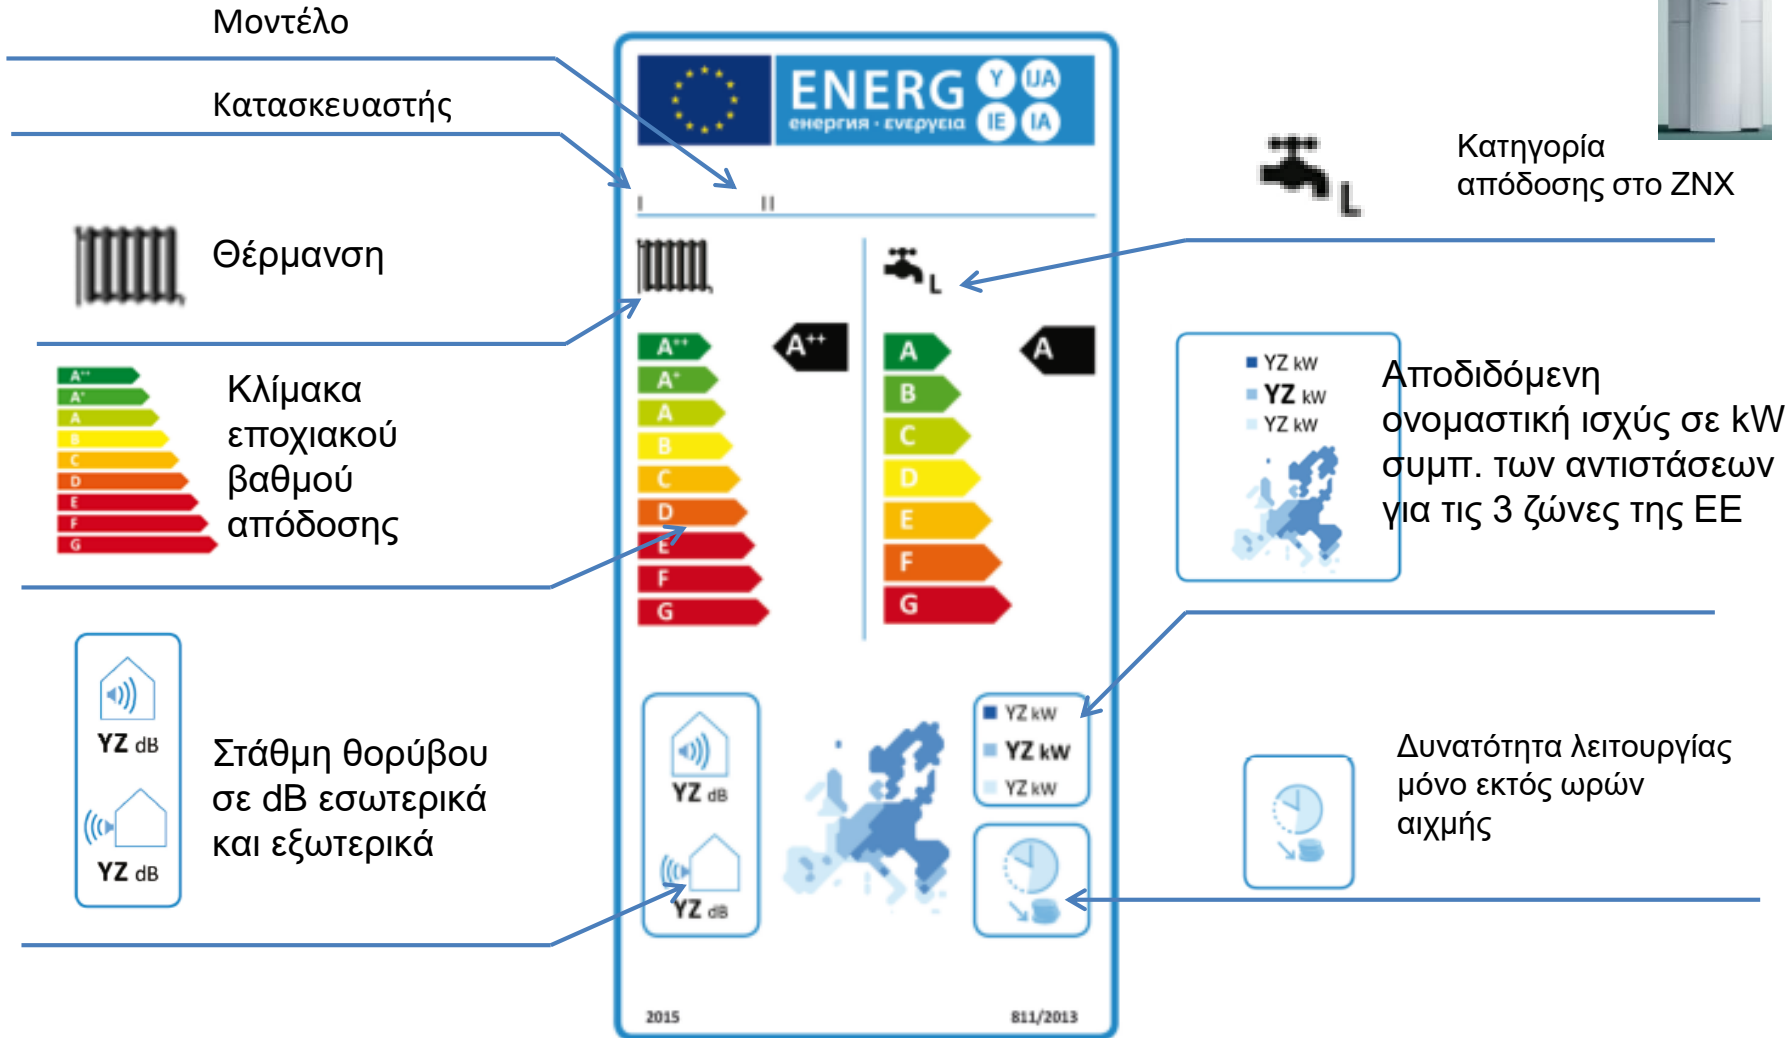 Μοντέλο
Κατασκευαστής
Θέρμανση
A++
A+
A
B
C
D
E
F
G
Κλίμακα
εποχιακού
βαθμού
απόδοσης
YZ dB
YZ dB
Στάθμη θορύβου
σε dB εσωτερικά
και εξωτερικά
ENERG
енергия · ενεργεια
Y IJA
IE IA
I II
L
A++
A+
A
B
C
D
E
F
G
A++
A
B
C
D
E
F
G
A
YZ dB
YZ dB
YZ kW
YZ kW
YZ kW
2015 811/2013
L
Κατηγορία
απόδοσης στο ΖΝΧ
YZ kW
YZ kW
YZ kW
Αποδιδόμενη
ονομαστική ισχύς σε kW
συμπ. των αντιστάσεων
για τις 3 ζώνες της ΕΕ
Δυνατότητα λειτουργίας
μόνο εκτός ωρών
αιχμής